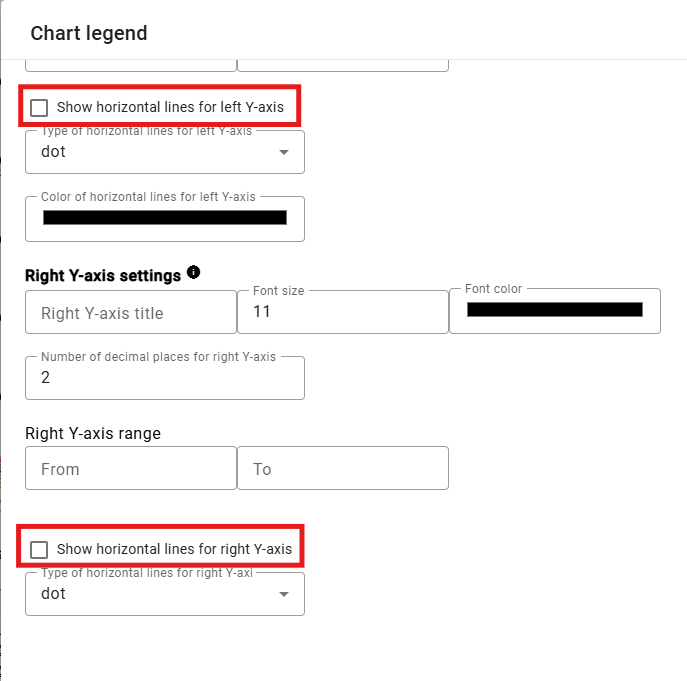 Chart legend
Show horizontal lines for left Y-axis
Type of horizontal lines for left Y-axis
dot
Color of horizontal lines for left Y-axis
Right Y-axis settings
Right Y-axis title
Font size
11
Font color
Number of decimal places for right Y-axis
2
Right Y-axis range
From
To
Show horizontal lines for right Y-axis
Type of horizontal lines for right Y-axi
dot